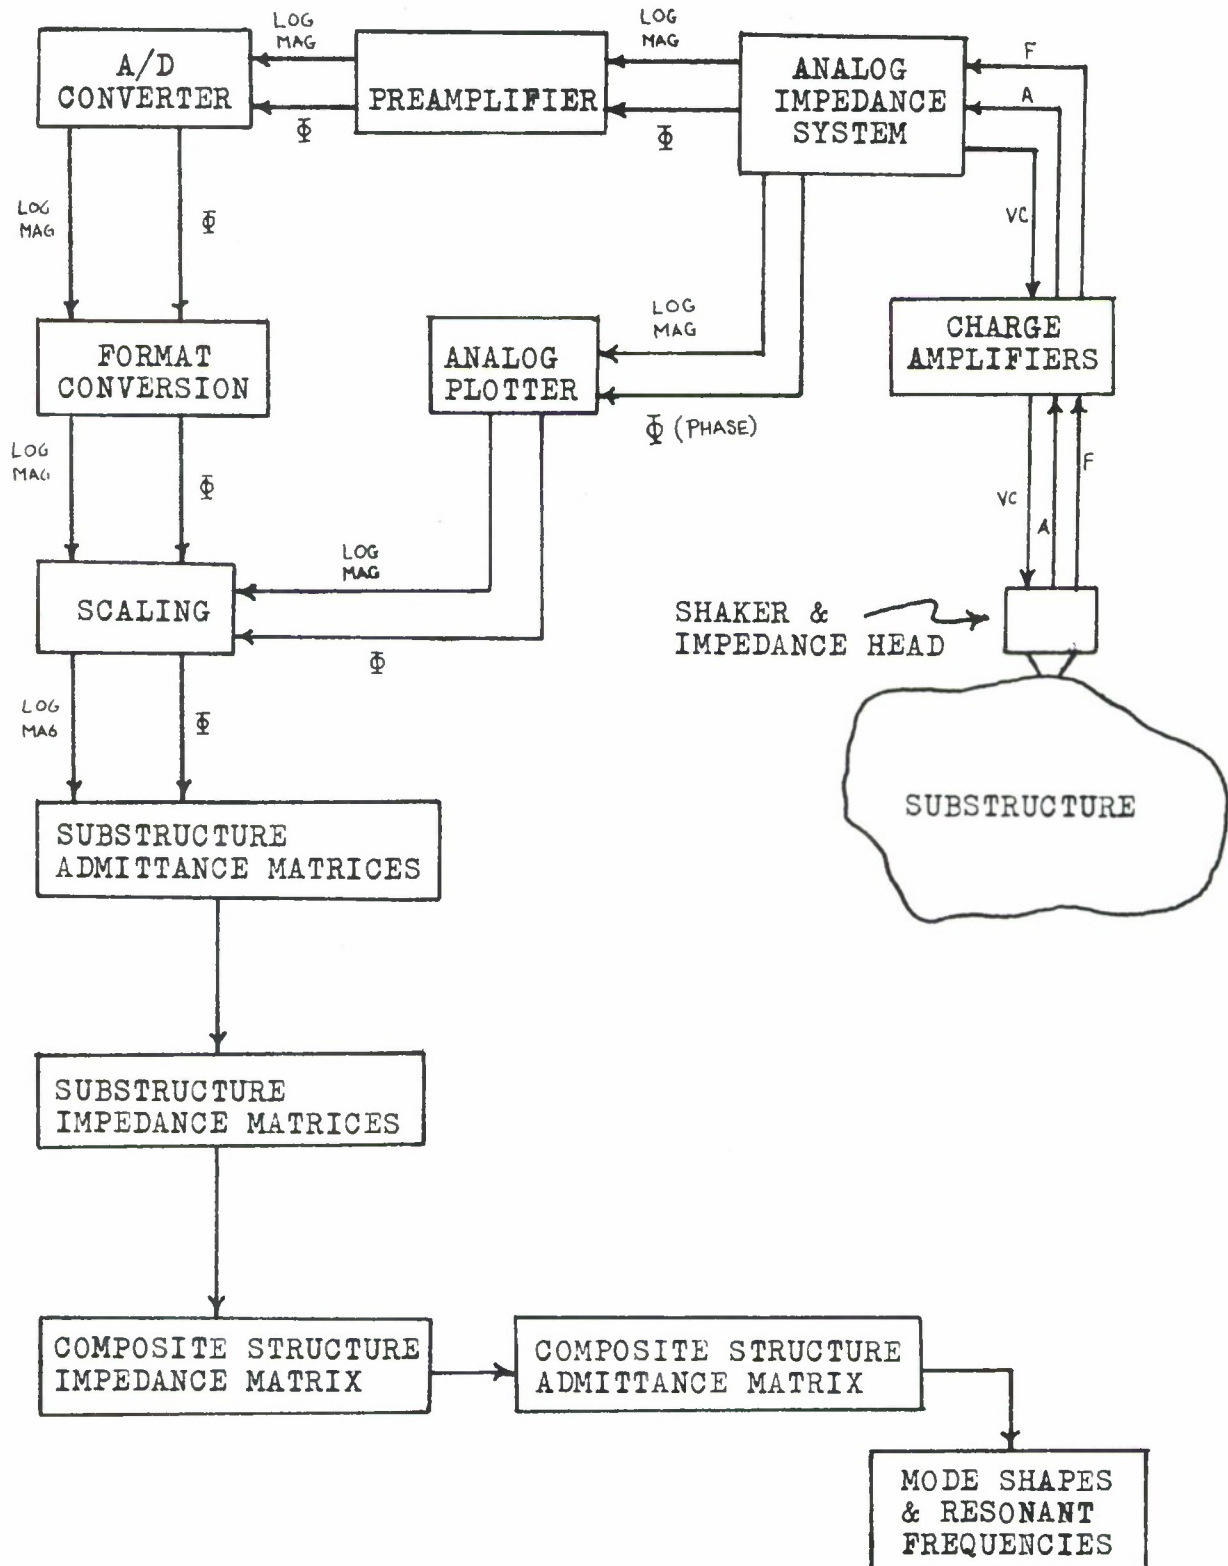 LOG
MAG
LOG
MAG
A/D
CONVERTER
PREAMPLIFIER
ANALOG
IMPEDANCE
SYSTEM
F
A
Φ
Φ
VC
LOG
MAG
Φ
LOG
MAG
FORMAT
CONVERSION
ANALOG
PLOTTER
CHARGE
AMPLIFIERS
Φ (PHASE)
LOG
MAG
Φ
VC
A
F
LOG
MAG
SCALING
Φ
SHAKER &
IMPEDANCE HEAD
LOG
MAG
Φ
SUBSTRUCTURE
SUBSTRUCTURE
ADMITTANCE MATRICES
SUBSTRUCTURE
IMPEDANCE MATRICES
COMPOSITE STRUCTURE
IMPEDANCE MATRIX
COMPOSITE STRUCTURE
ADMITTANCE MATRIX
MODE SHAPES
& RESONANT
FREQUENCIES